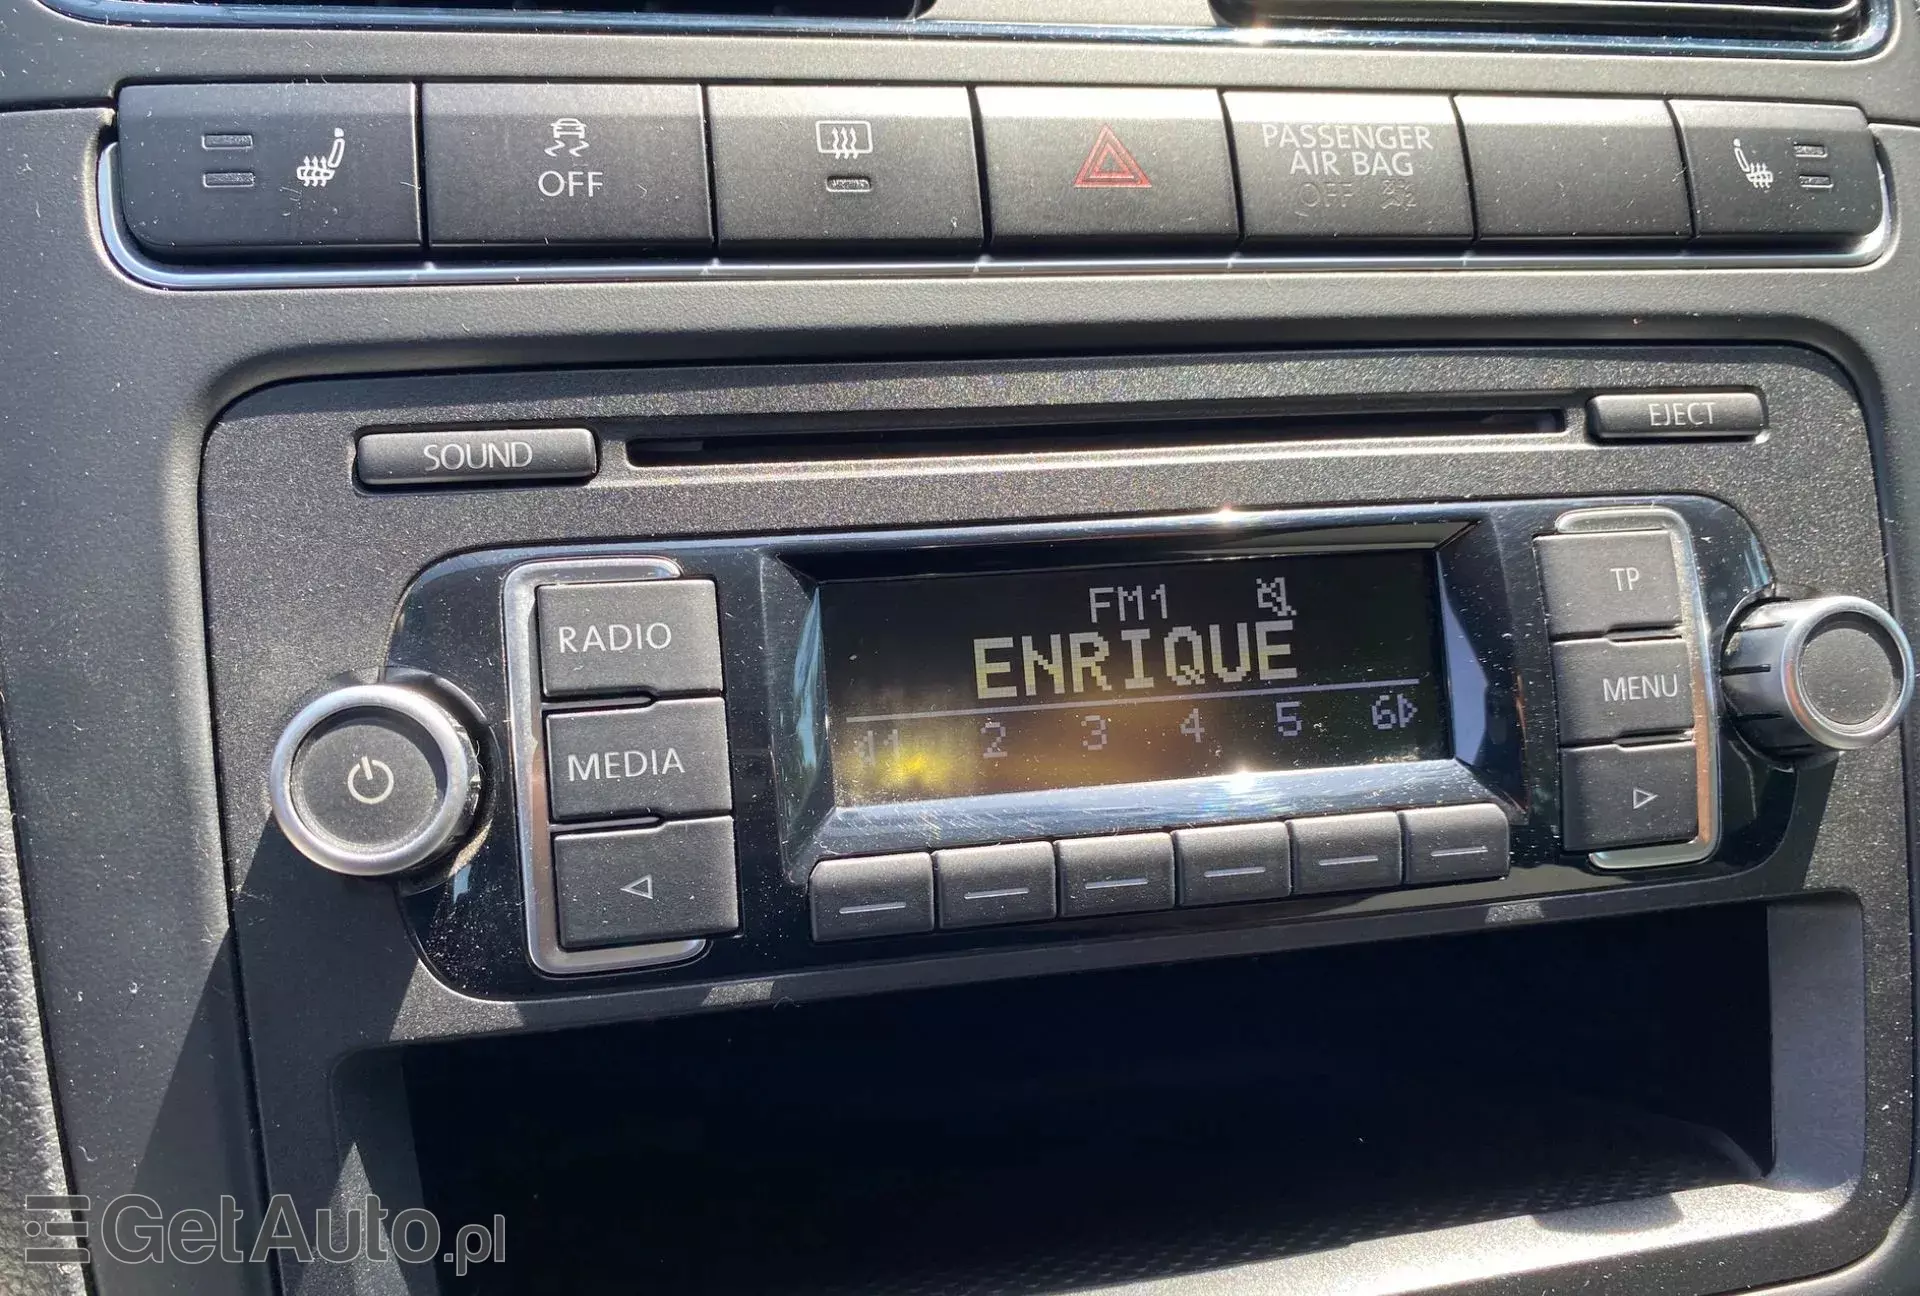 OFF
PASSENGER
AIR BAG
OFF
SOUND
EJECT
RADIO
MEDIA
FM1
ENRIQUE
2 3 4 5 6
TP
MENU
GetAuto.pl